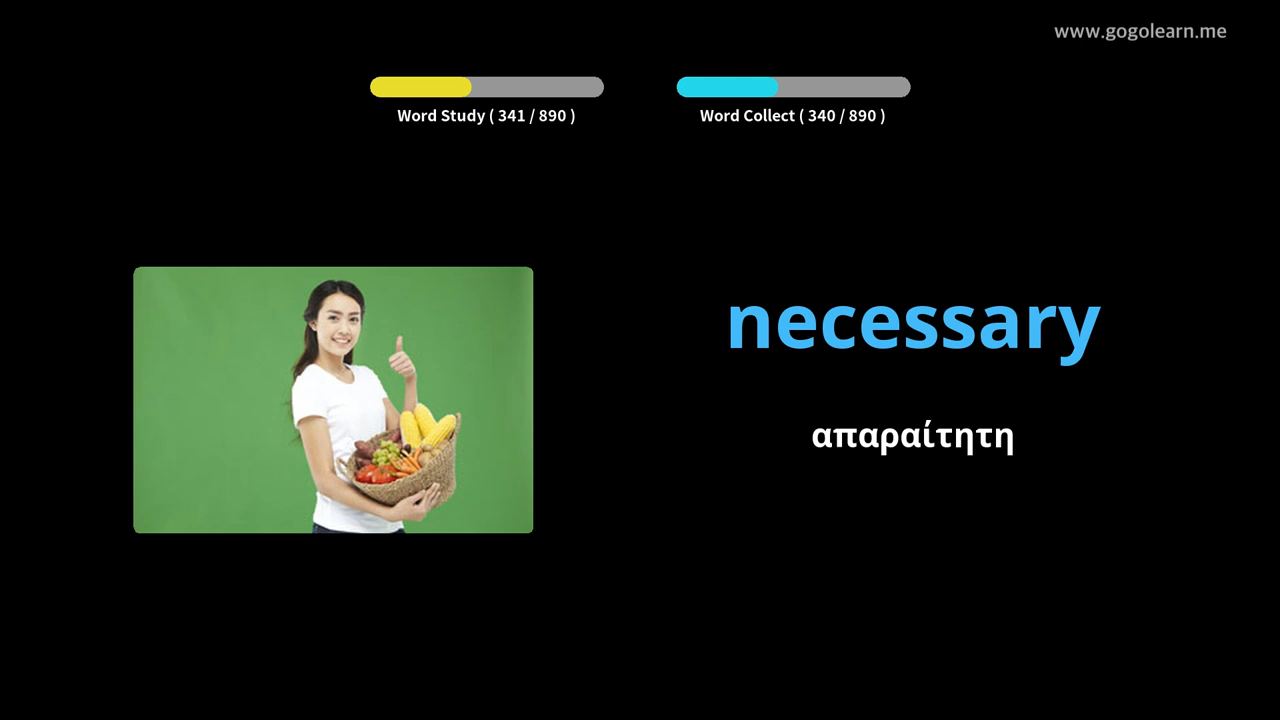 www.gogolearn.me
Word Study ( 341 / 890 )
Word Collect ( 340 / 890 )
necessary
απαραίτητη